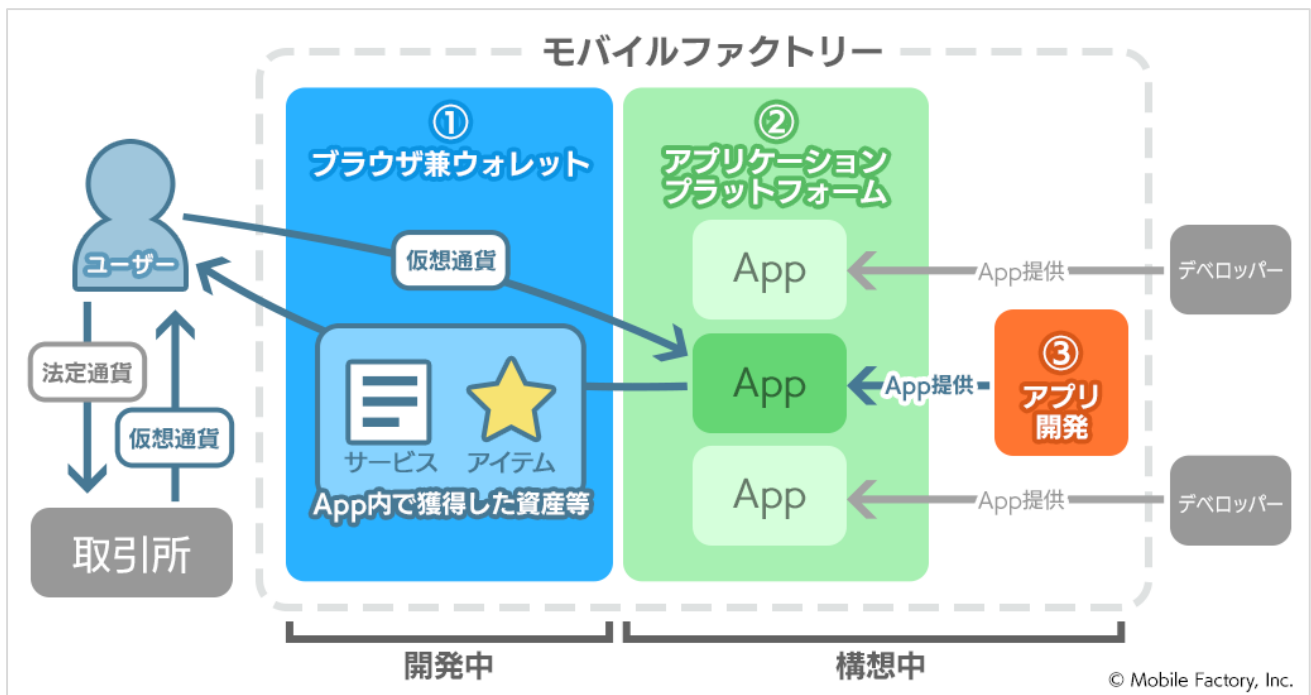 モバイルファクトリー
①
ブラウザ兼ウォレット
②
アプリケーション
プラットフォーム
ユーザー
仮想通貨
App
App提供
デベロッパー
法定通貨
仮想通貨
サービス
アイテム
App内で獲得した資産等
App
App提供
③
アプリ
開発
取引所
App
App提供
デベロッパー
開発中
構想中
© Mobile Factory, Inc.